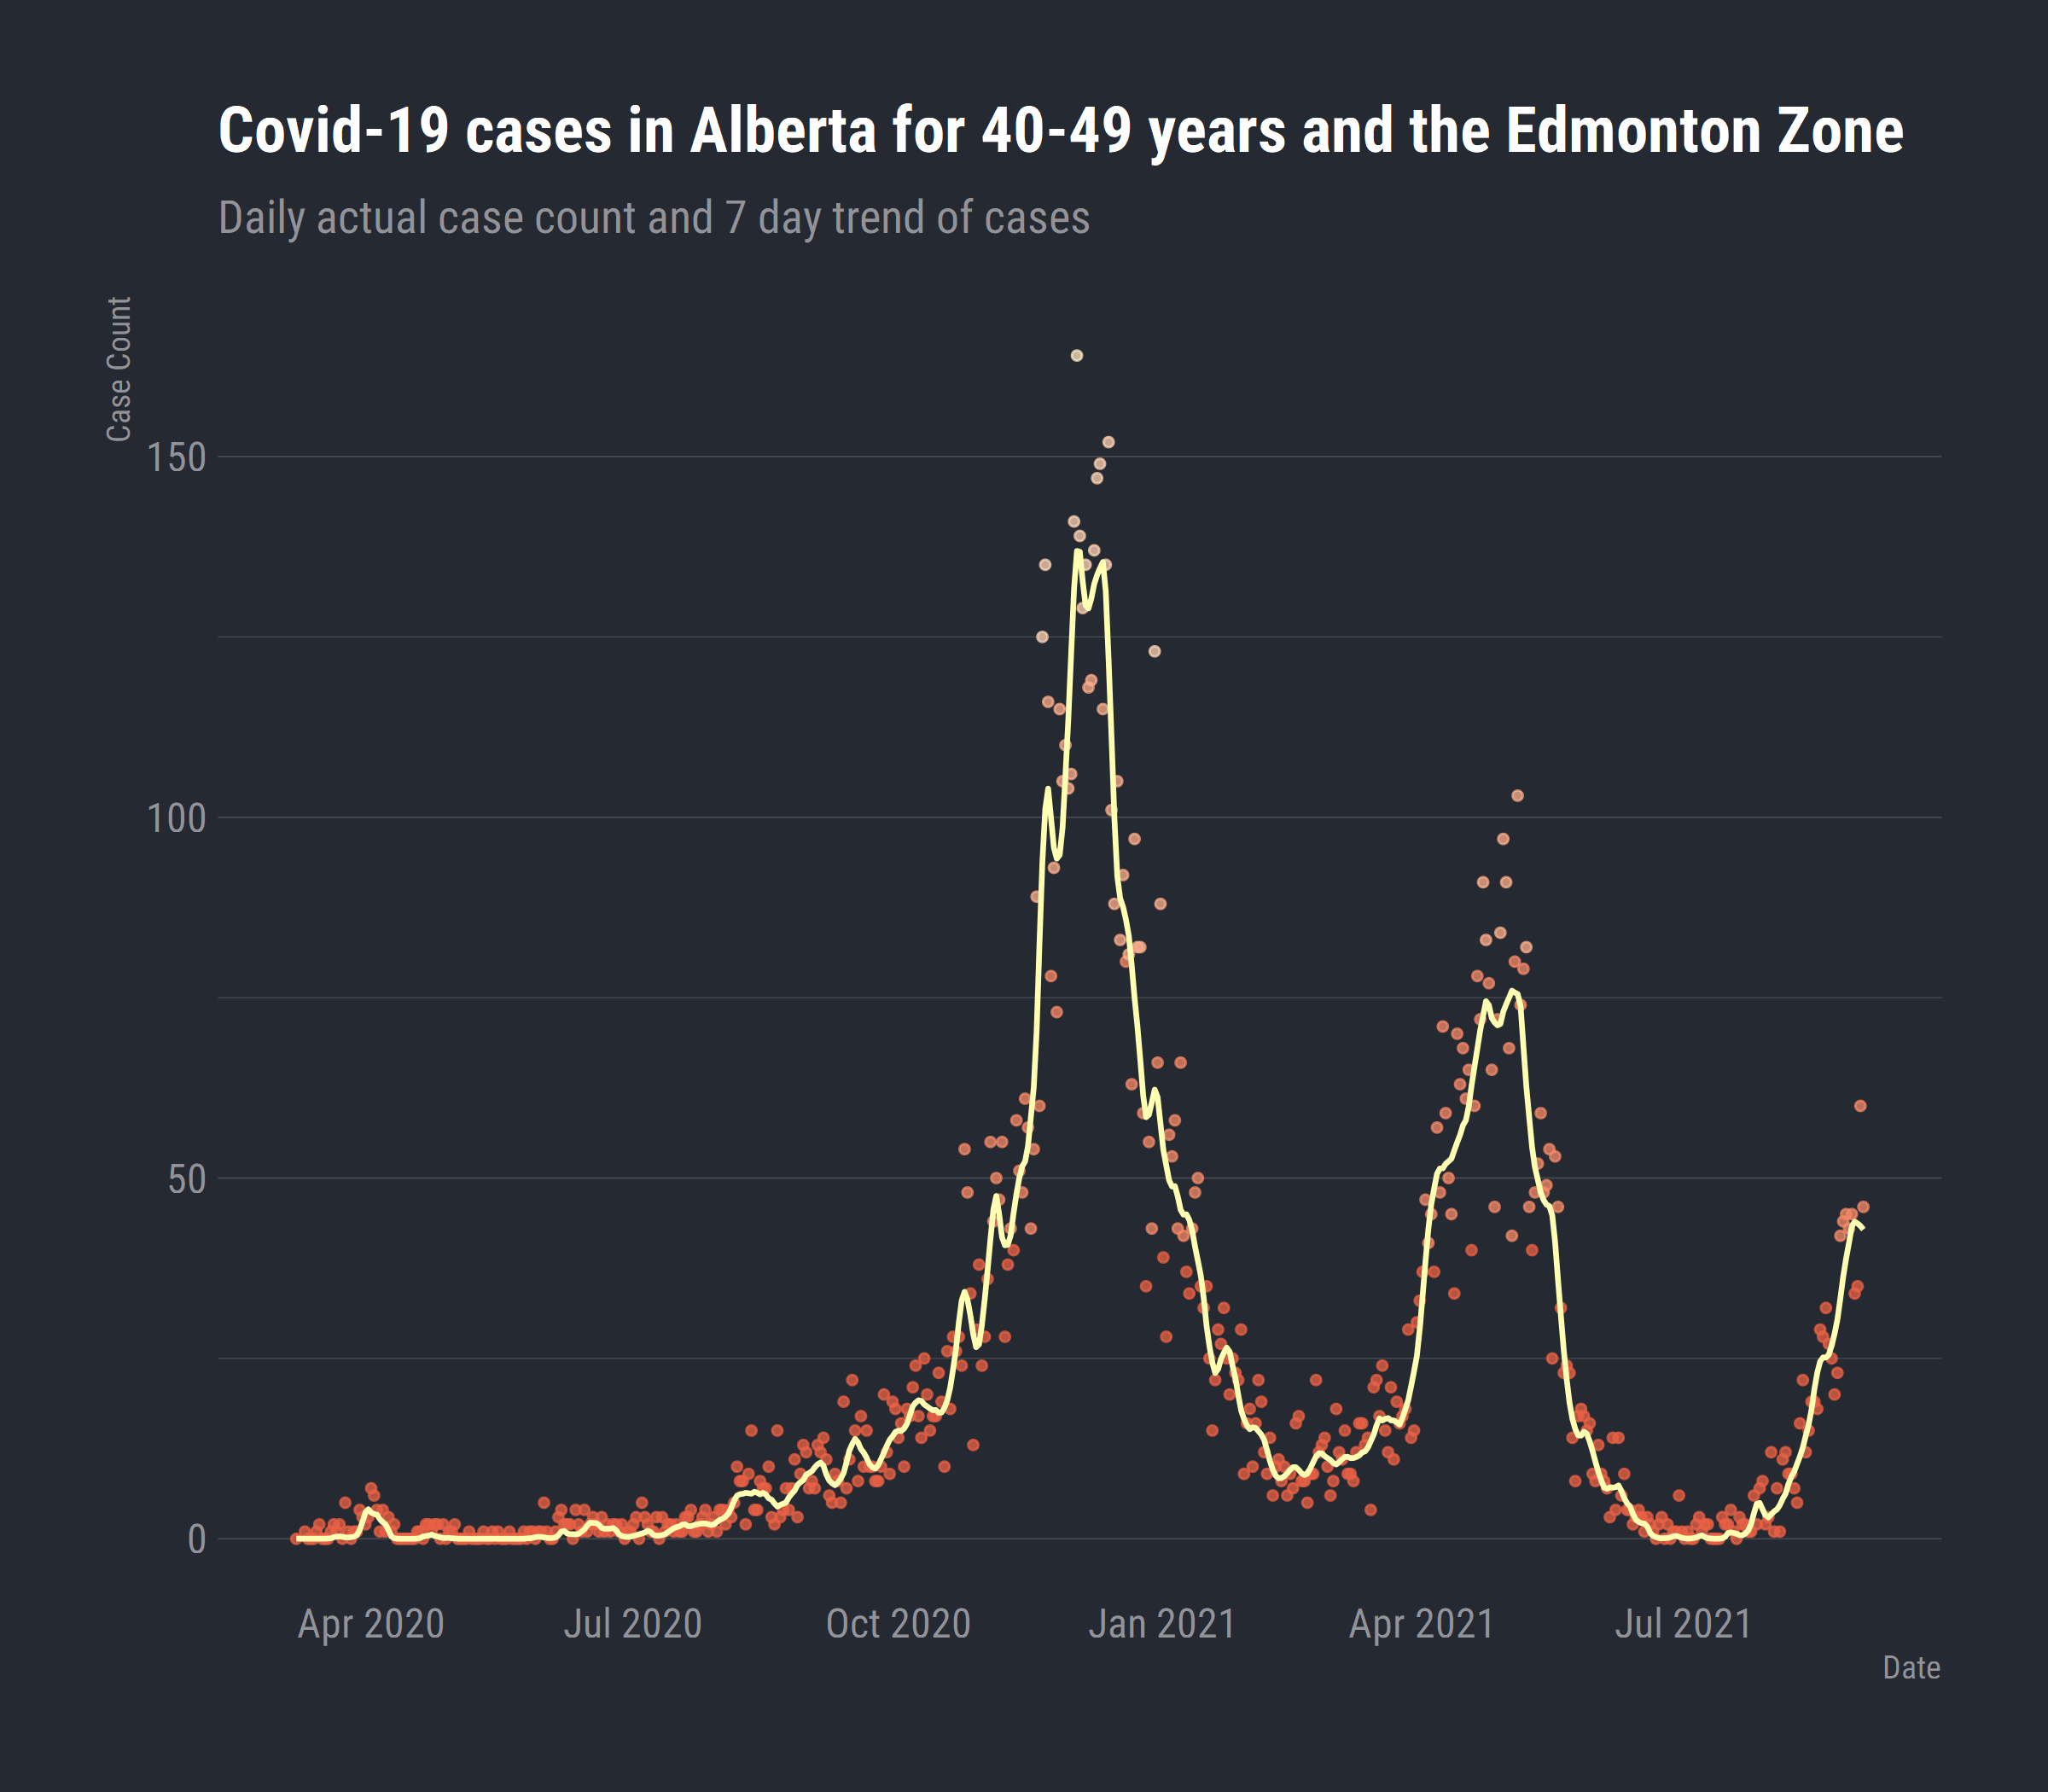 Covid-19 cases in Alberta for 40-49 years and the Edmonton Zone
Daily actual case count and 7 day trend of cases
Case Count
150
100
50
0
Apr 2020
Jul 2020
Oct 2020
Jan 2021
Apr 2021
Jul 2021
Date